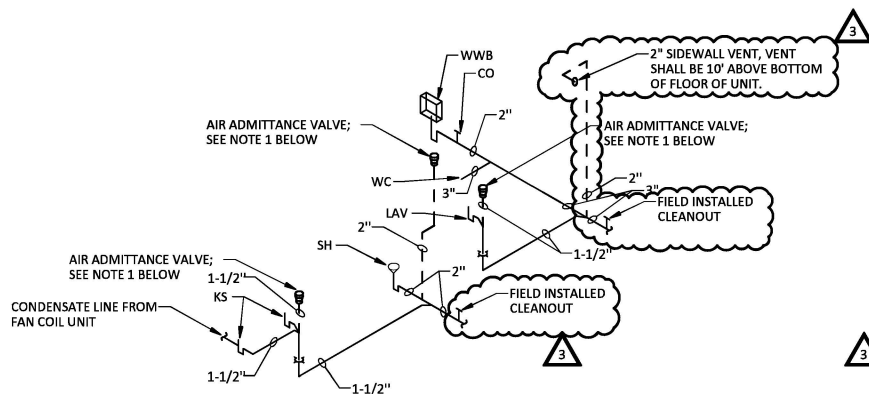 3
2" SIDEWALL VENT, VENT
SHALL BE 10' ABOVE BOTTOM
OF FLOOR OF UNIT.
WWB
CO
2"
AIR ADMITTANCE VALVE;
SEE NOTE 1 BELOW
AIR ADMITTANCE VALVE;
SEE NOTE 1 BELOW
WC
3"
2"
3"
FIELD INSTALLED
CLEANOUT
LAV
2"
1-1/2"
SH
2"
AIR ADMITTANCE VALVE;
SEE NOTE 1 BELOW
1-1/2"
KS
CONDENSATE LINE FROM
FAN COIL UNIT
FIELD INSTALLED
CLEANOUT
3
3
1-1/2"
1-1/2"